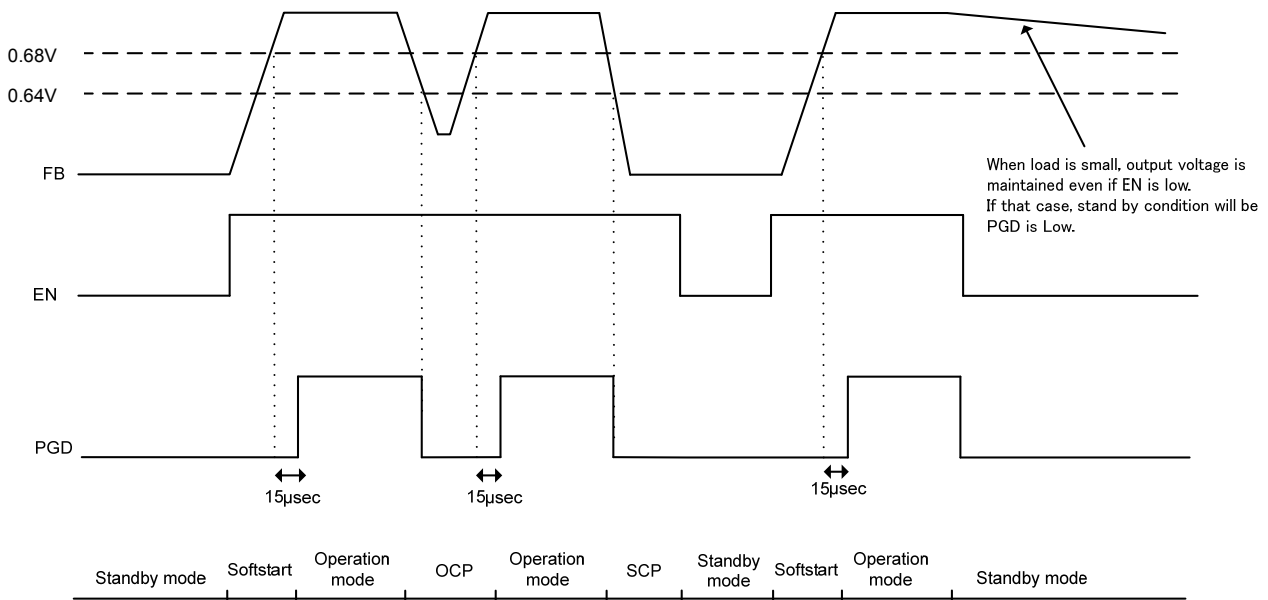 0.68V
0.64V
FB
When load is small, output voltage is
maintained even if EN is low.
If that case, stand by condition will be
PGD is Low.
EN
PGD
15μsec
15μsec
15μsec
Standby mode
Softstart
Operation
mode
OCP
Operation
mode
SCP
Standby
mode
Softstart
Operation
mode
Standby mode